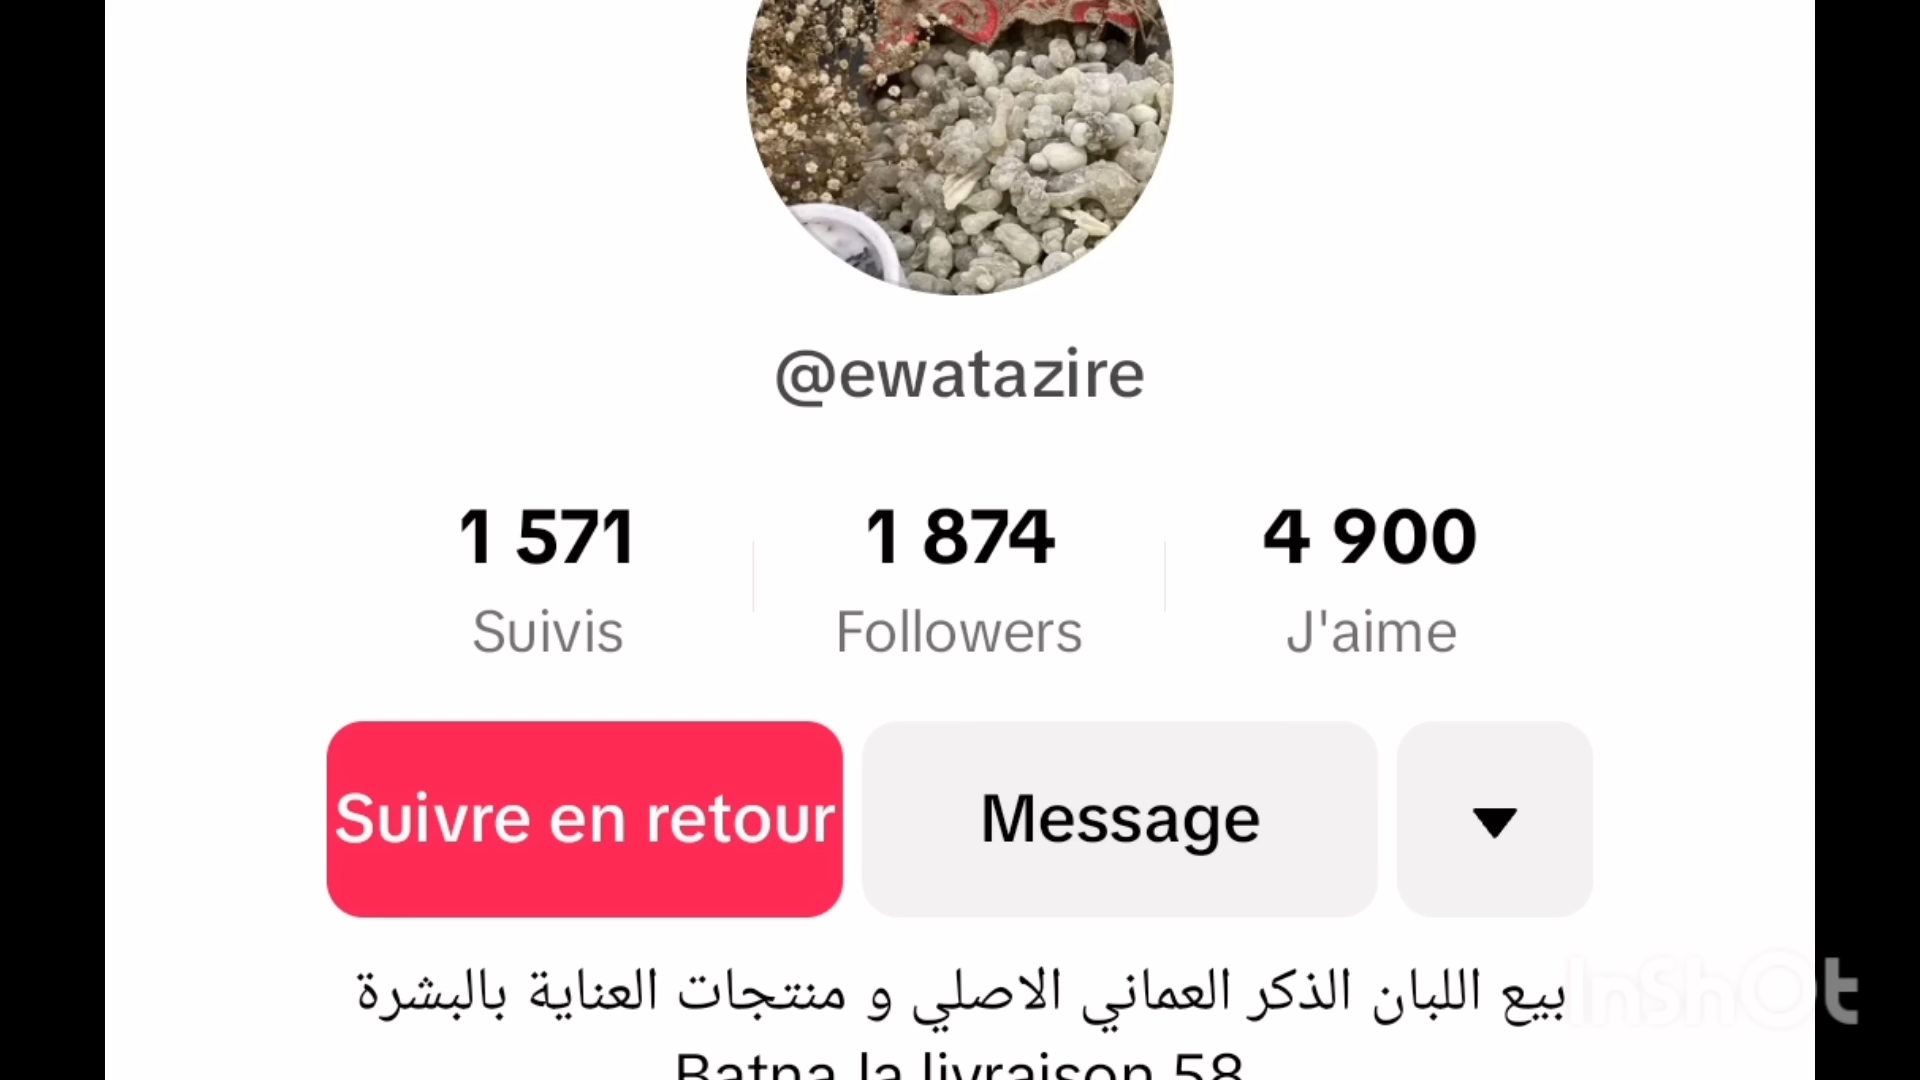 @ewatazire
1 571 1 874 4 900
Suivis Followers J'aime
Suivre en retour Message
بيع اللبان الذكر العماني الاصلي و منتجات العناية بالبشرة
Batna la livraison 58
InShOt